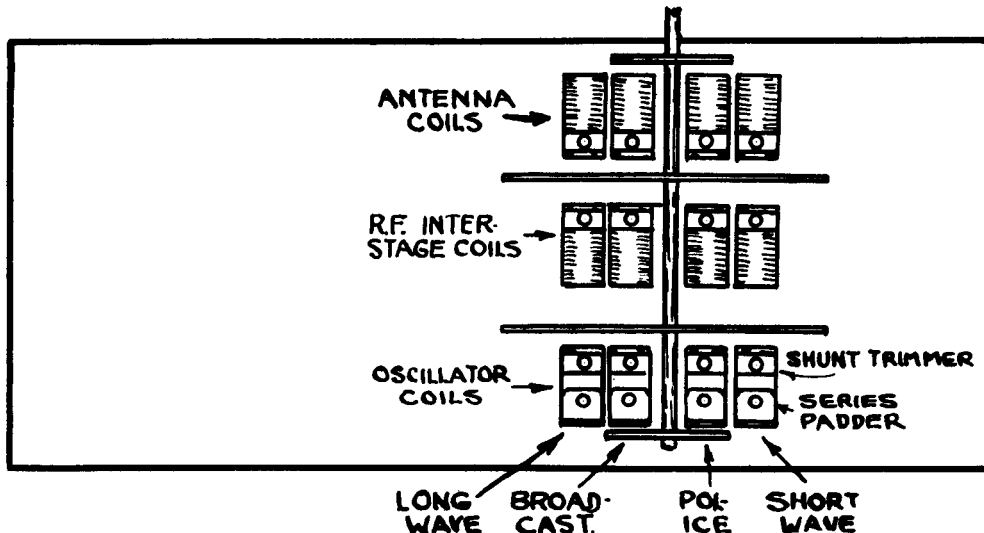 ANTENNA
COILS
R.F. INTER-
STAGE COILS
OSCILLATOR
COILS
SHUNT TRIMMER
SERIES
PADDER
LONG
WAVE
BROAD-
CAST.
POL-
ICE
SHORT
WAVE